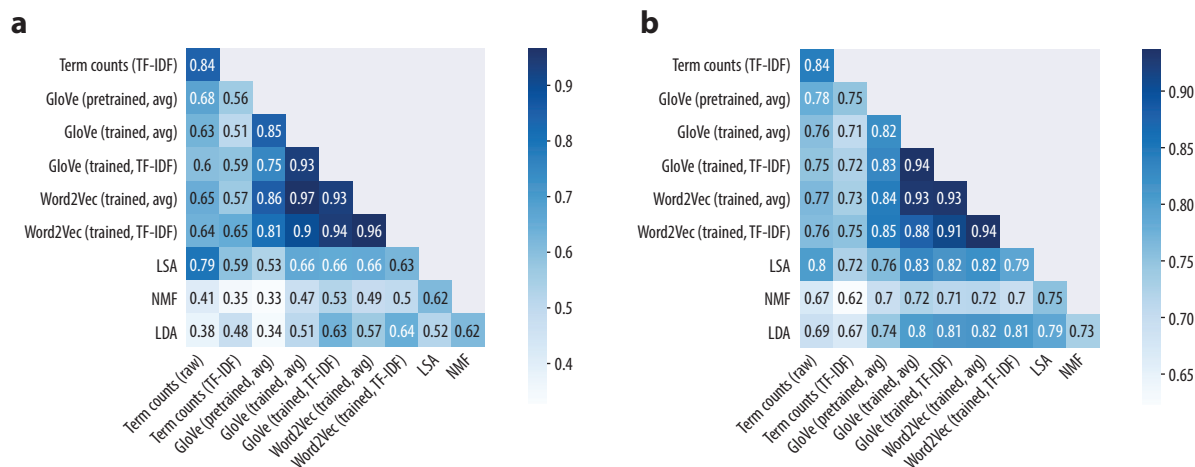 a
Term counts (TF-IDF) 0.84
GloVe (pretrained, avg) 0.68 0.56
GloVe (trained, avg) 0.63 0.51 0.85
GloVe (trained, TF-IDF) 0.6 0.59 0.75 0.93
Word2Vec (trained, avg) 0.65 0.57 0.86 0.97 0.93
Word2Vec (trained, TF-IDF) 0.64 0.65 0.81 0.9 0.94 0.96
LSA 0.79 0.59 0.53 0.66 0.66 0.66 0.63
NMF 0.41 0.35 0.33 0.47 0.53 0.49 0.5 0.62
LDA 0.38 0.48 0.34 0.51 0.63 0.57 0.64 0.52 0.62
Term counts (raw)
Term counts (TF-IDF)
GloVe (pretrained, avg)
GloVe (trained, avg)
GloVe (trained, TF-IDF)
Word2Vec (trained, avg)
Word2Vec (trained, TF-IDF)
LSA
NMF
0.9
0.8
0.7
0.6
0.5
0.4
b
Term counts (TF-IDF) 0.84
GloVe (pretrained, avg) 0.78 0.75
GloVe (trained, avg) 0.76 0.71 0.82
GloVe (trained, TF-IDF) 0.75 0.72 0.83 0.94
Word2Vec (trained, avg) 0.77 0.73 0.84 0.93 0.93
Word2Vec (trained, TF-IDF) 0.76 0.75 0.85 0.88 0.91 0.94
LSA 0.8 0.72 0.76 0.83 0.82 0.82 0.79
NMF 0.67 0.62 0.7 0.72 0.71 0.72 0.7 0.75
LDA 0.69 0.67 0.74 0.8 0.81 0.82 0.81 0.79 0.73
Term counts (raw)
Term counts (TF-IDF)
GloVe (pretrained, avg)
GloVe (trained, avg)
GloVe (trained, TF-IDF)
Word2Vec (trained, avg)
Word2Vec (trained, TF-IDF)
LSA
NMF
0.90
0.85
0.80
0.75
0.70
0.65